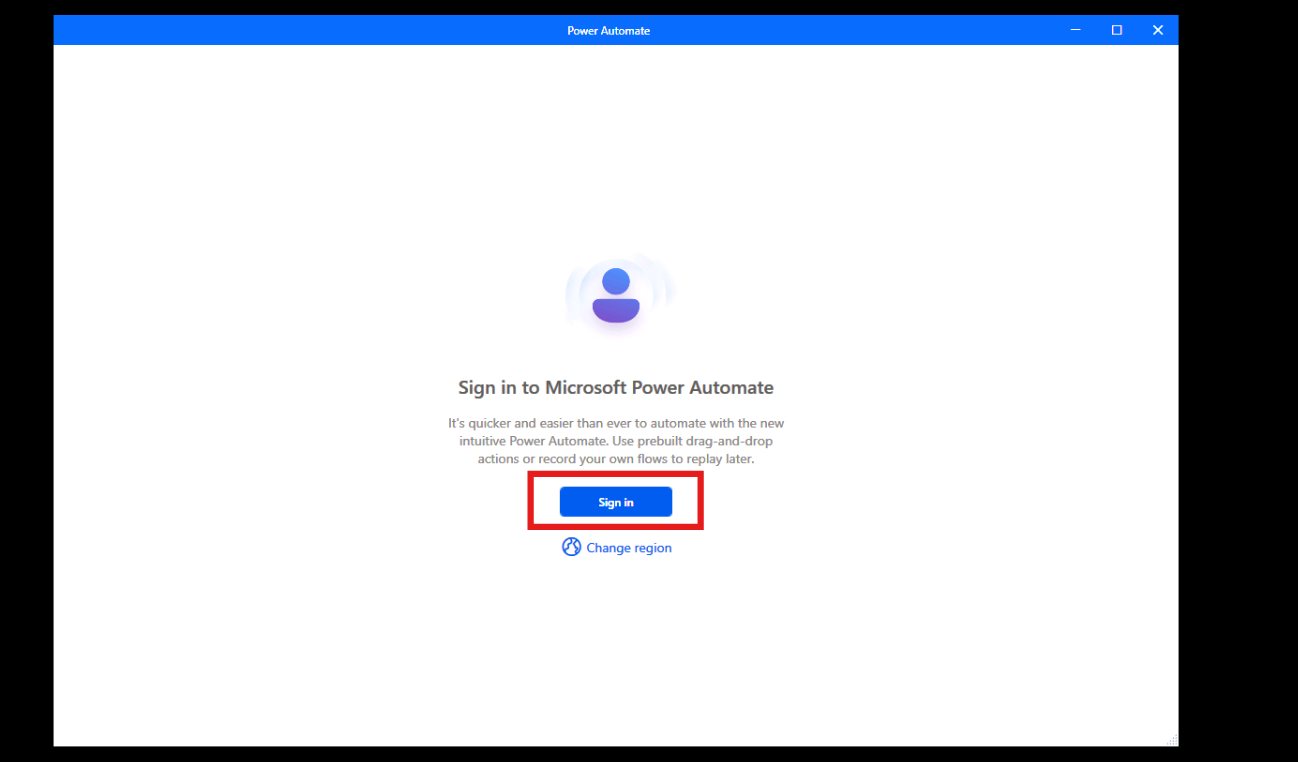 Power Automate
Sign in to Microsoft Power Automate
It's quicker and easier than ever to automate with the new
intuitive Power Automate. Use prebuilt drag-and-drop
actions or record your own flows to replay later.
Sign in
Change region